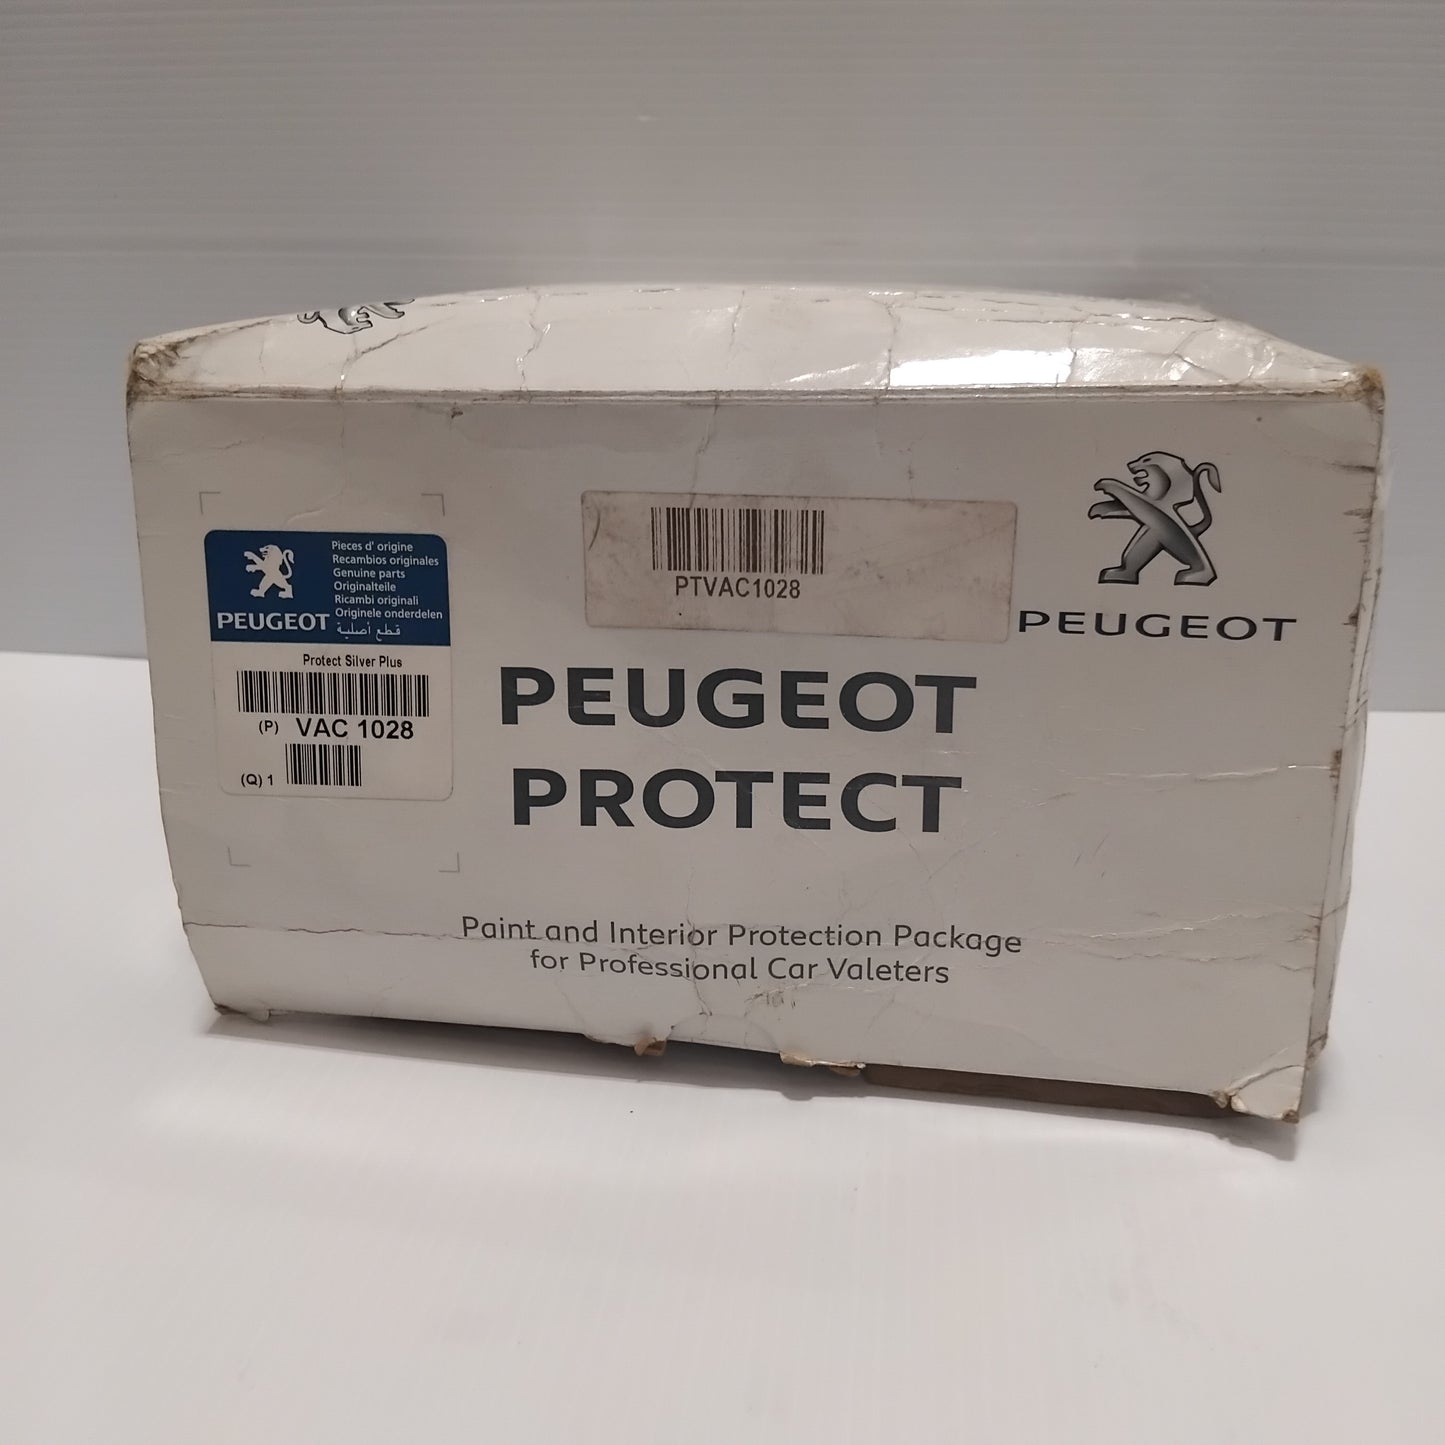 Pieces d' origine
Recambios originales
Genuine parts
Originalteile
Ricambi originali
Originele onderdelen
قطع أصلية
PEUGEOT
Protect Silver Plus
(P) VAC 1028
(Q) 1
PTVAC1028
PEUGEOT
PEUGEOT
PROTECT
Paint and Interior Protection Package
for Professional Car Valeters